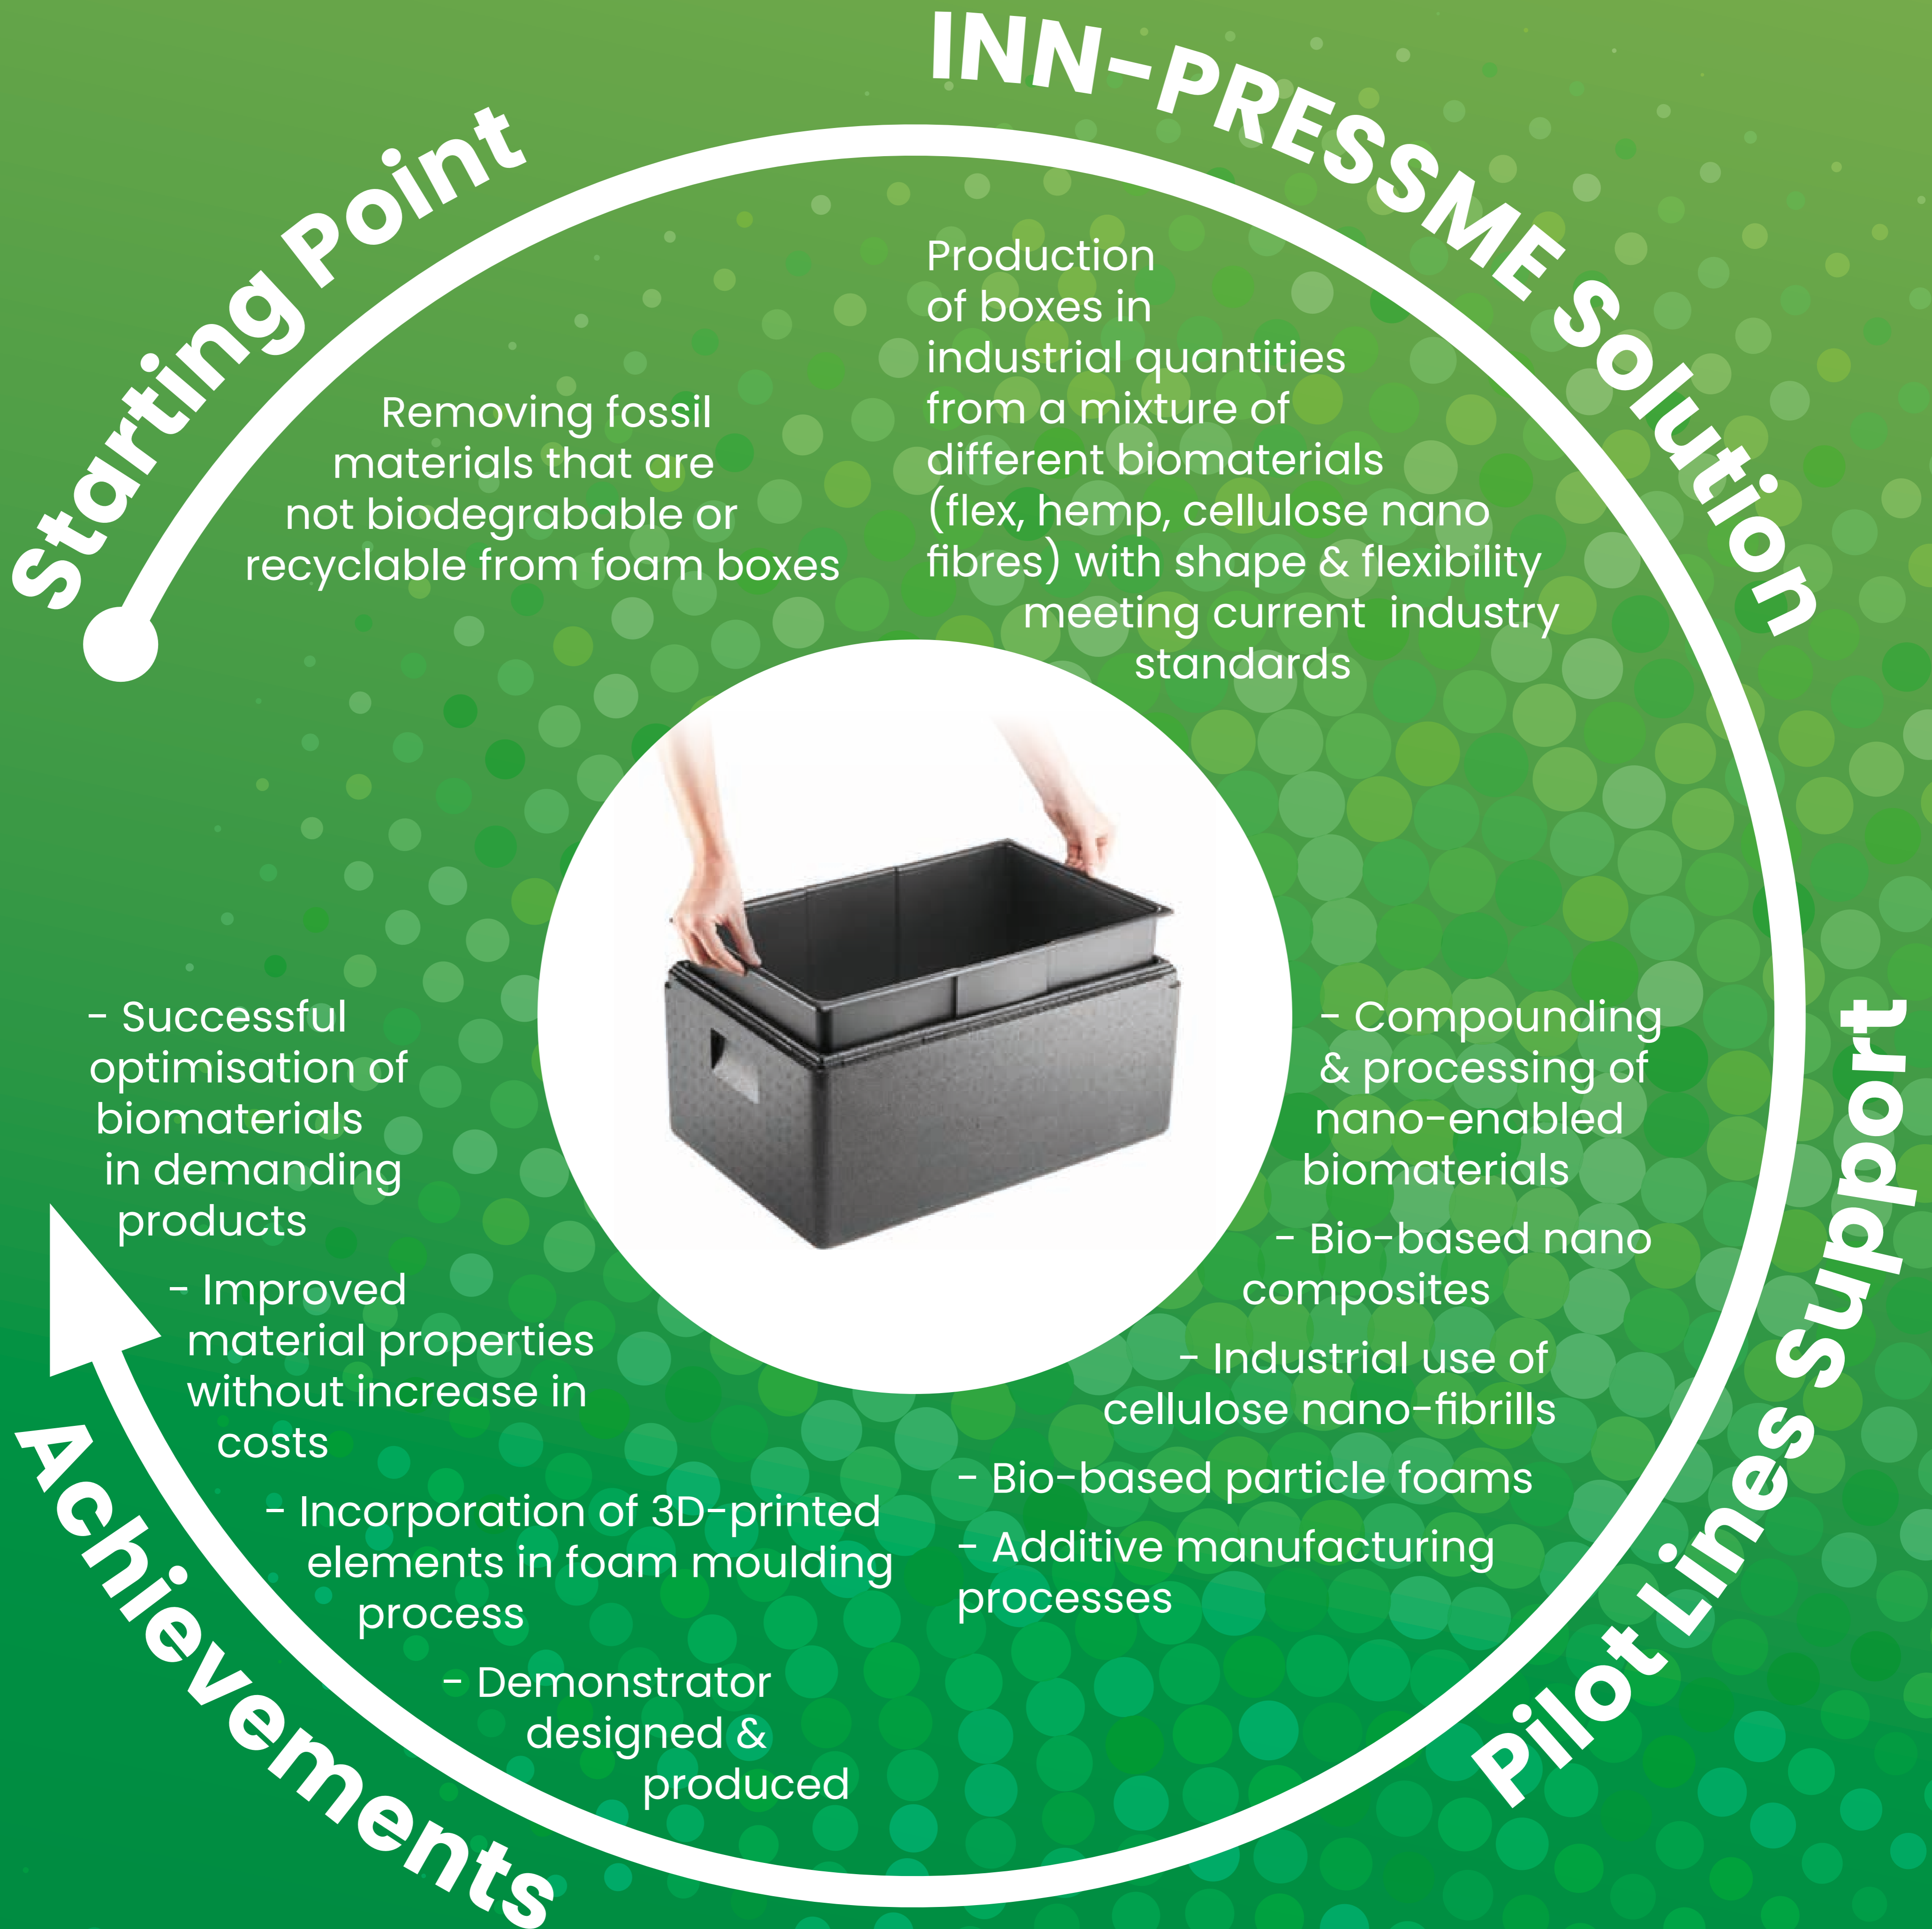 Starting Point
Removing fossil
materials that are
not biodegrabable or
recyclable from foam boxes
INN-PRESSME Solution
Production
of boxes in
industrial quantities
from a mixture of
different biomaterials
(flex, hemp, cellulose nano
fibres) with shape & flexibility
meeting current industry
standards
Pilot Lines Support
- Compounding
& processing of
nano-enabled
biomaterials
- Bio-based nano
composites
- Industrial use of
cellulose nano-fibrills
- Bio-based particle foams
- Additive manufacturing
processes
Achievements
- Successful
optimisation of
biomaterials
in demanding
products
- Improved
material properties
without increase in
costs
- Incorporation of 3D-printed
elements in foam moulding
process
- Demonstrator
designed &
produced